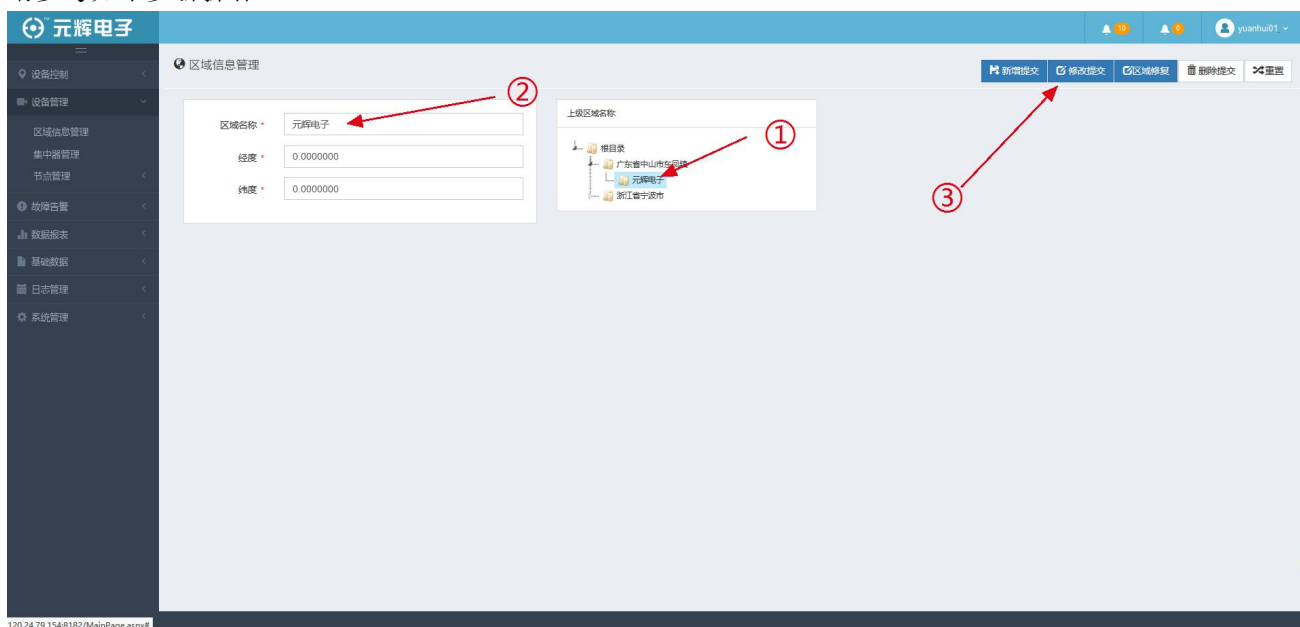 元辉电子
10
0
yuanhui01
设备控制
设备管理
区域信息管理
集中器管理
节点管理
故障告警
数据报表
基础数据
日志管理
系统管理
区域信息管理
新增提交
修改提交
区域修复
删除提交
重置
区域名称 *
元辉电子
经度 *
0.0000000
纬度 *
0.0000000
②
上级区域名称
根目录
广东省中山市东凤镇
元辉电子
浙江省宁波市
①
③
120.24.79.154:8182/MainPage.aspx#